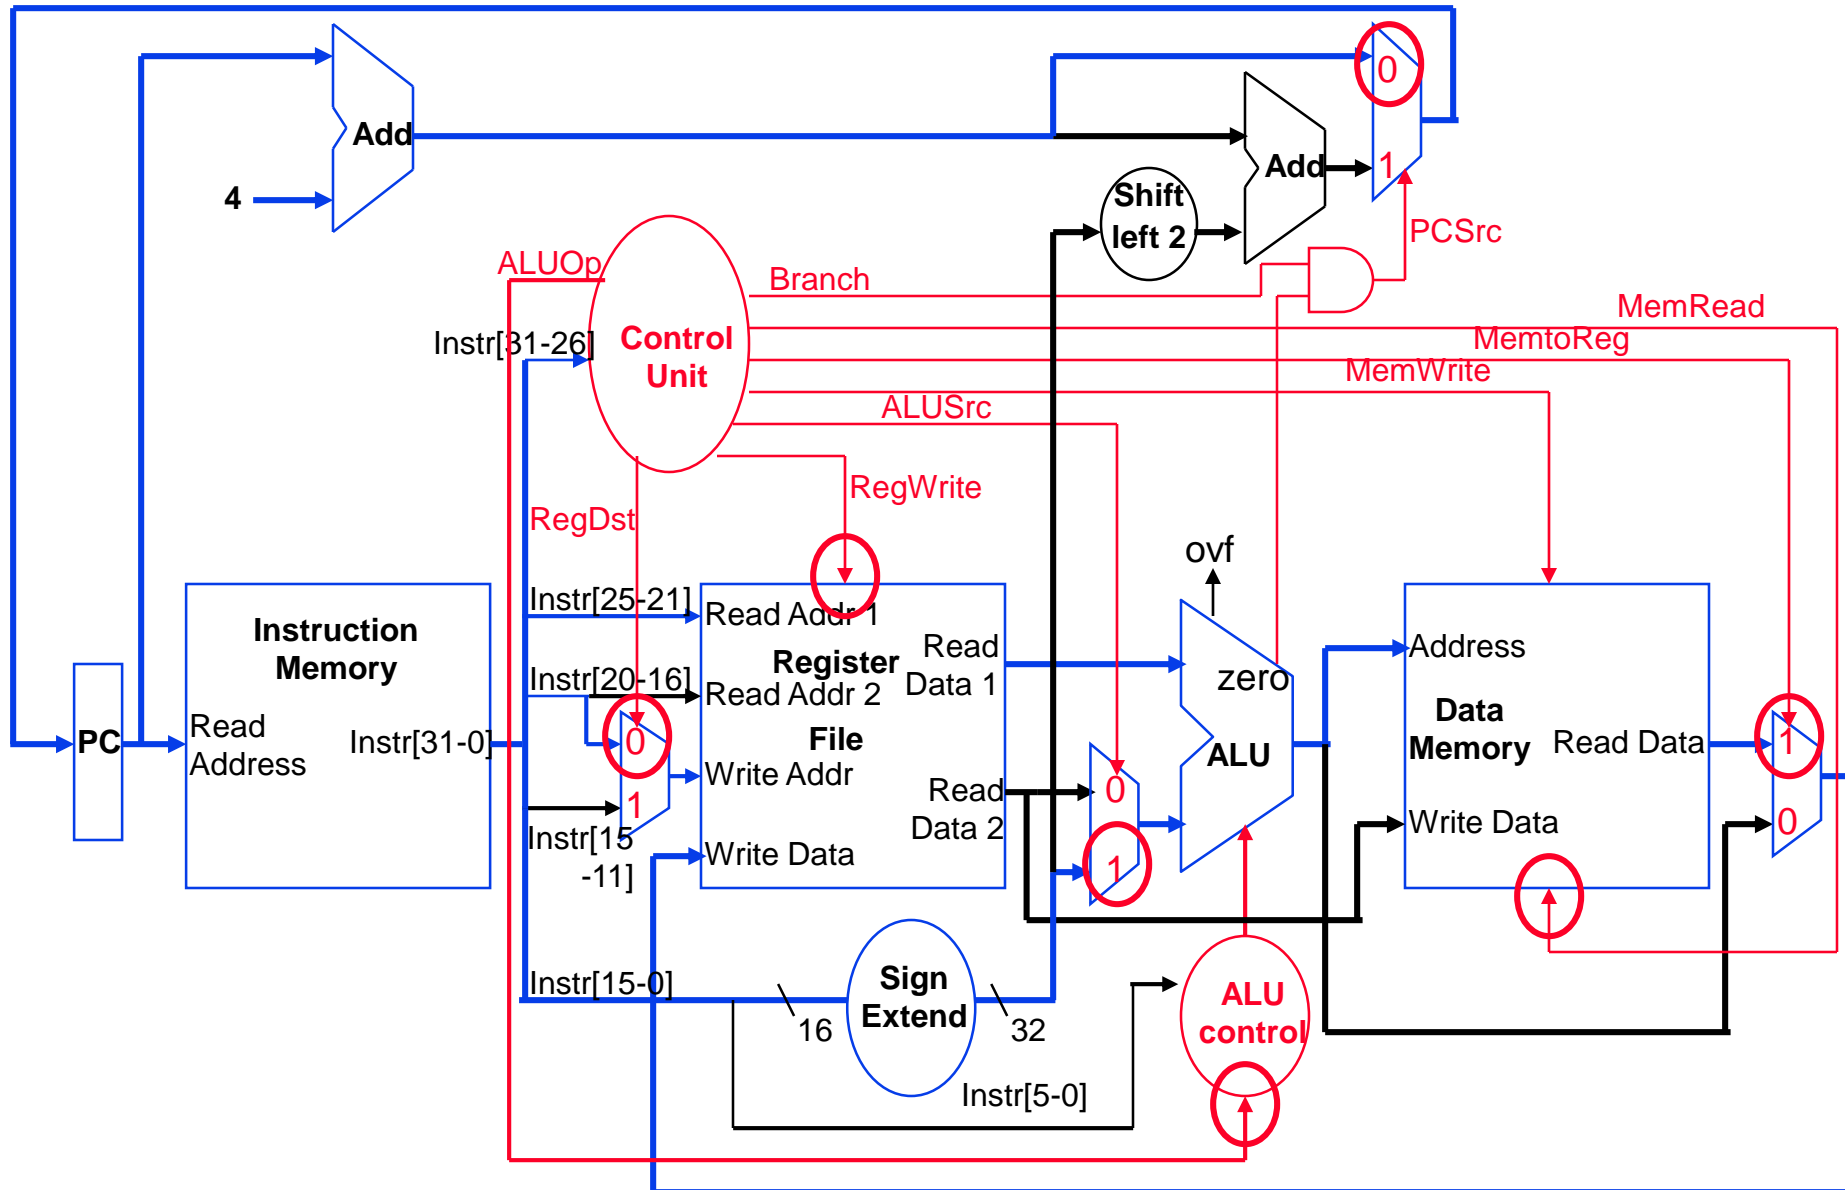 0
Add
Add
1
4
Shift
left 2
PCSrc
ALUOp
Branch
MemRead
Instr[31-26]
Control
Unit
MemtoReg
MemWrite
ALUSrc
RegWrite
RegDst
ovf
Instr[25-21]
Read Addr 1
Instruction
Memory
Register
Read
Data 1
zero
Address
Instr[20-16]
Read Addr 2
Data
Memory
PC
Read
Address
Instr[31-0]
0
File
ALU
Read Data
1
Write Addr
1
Read
Data 2
0
Write Data
0
Instr[15
-11]
Write Data
1
Instr[15-0]
Sign
Extend
16
32
ALU
control
Instr[5-0]